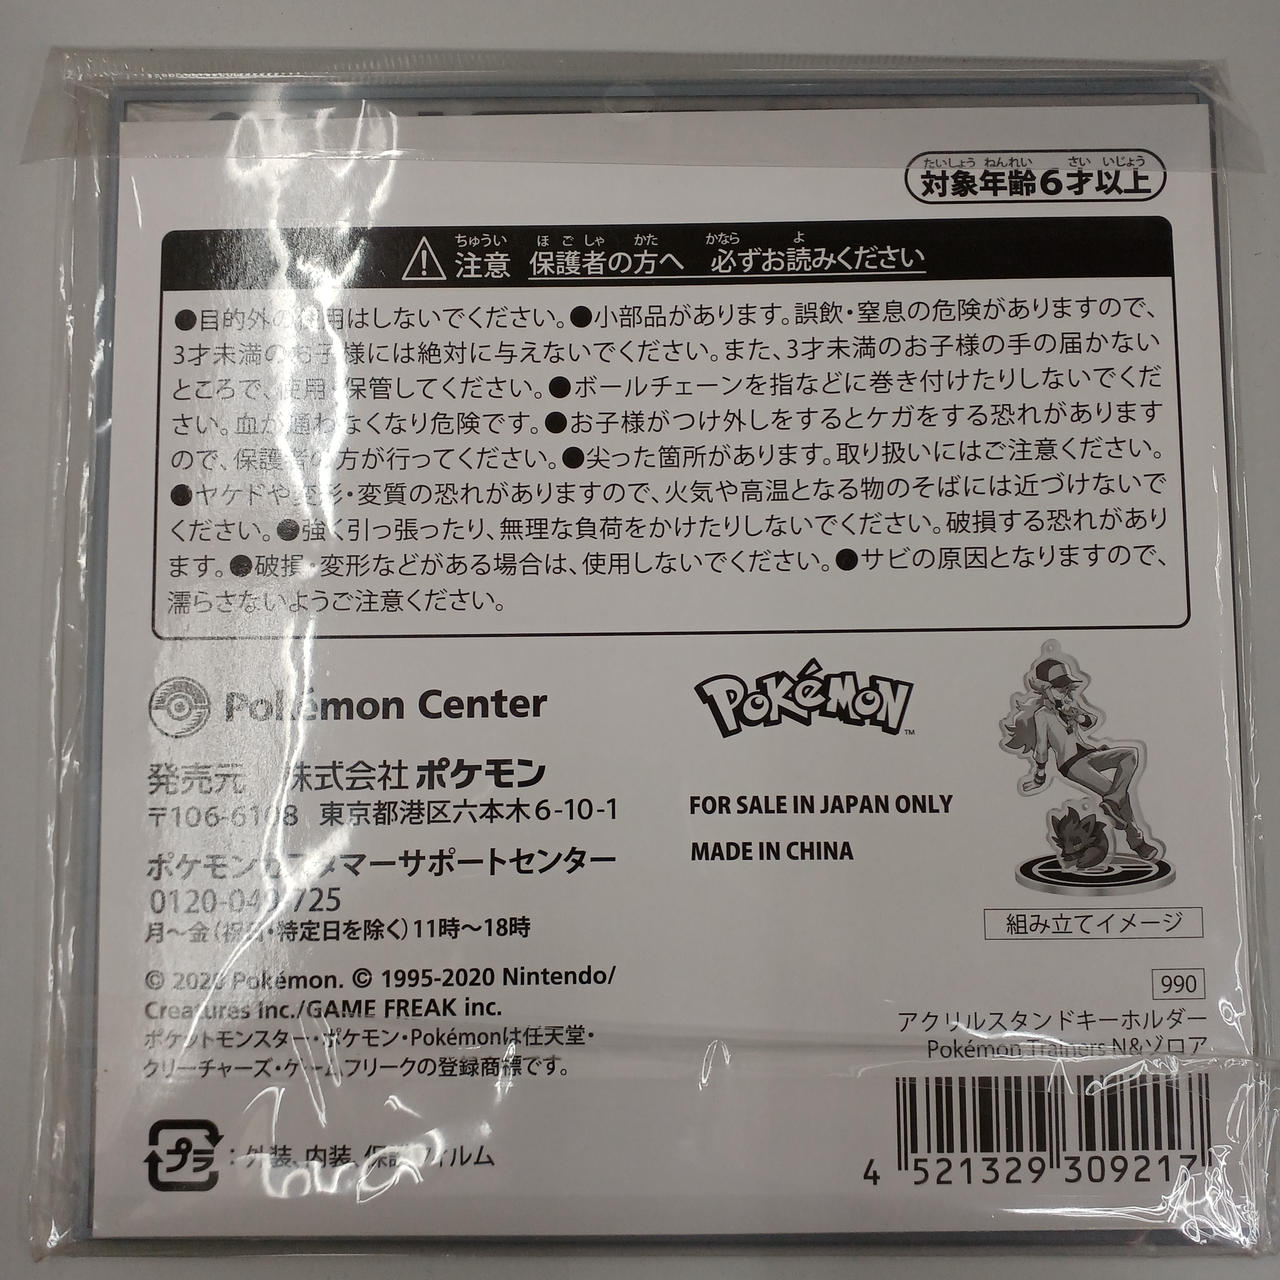 たいしょう ねんれい さい いじょう
対象年齢6才以上
ちゅうい ほごしゃ かた かなら よ
注意 保護者の方へ 必ずお読みください
●目的外の使用はしないでください。●小部品があります。誤飲・窒息の危険がありますので、
3才未満のお子様には絶対に与えないでください。また、3才未満のお子様の手の届かない
ところで、使用・保管してください。●ボールチェーンを指などに巻き付けたりしないでくだ
さい。血が通わなくなり危険です。●お子様がつけ外しをするとケガをする恐れがあります
ので、保護者の方が行ってください。●尖った箇所があります。取り扱いにはご注意ください。
●ヤケドや変形・変質の恐れがありますので、火気や高温となる物のそばには近づけないで
ください。●強く引っ張ったり、無理な負荷をかけたりしないでください。破損する恐れがあり
ます。●破損・変形などがある場合は、使用しないでください。●サビの原因となりますので、
濡らさないようご注意ください。
Pokémon Center
発売元 株式会社ポケモン
〒106-6108 東京都港区六本木6-10-1
ポケモンカスタマーサポートセンター
0120-049-725
月〜金（祝日・特定日を除く）11時〜18時
© 2020 Pokémon. © 1995-2020 Nintendo/
Creatures Inc./GAME FREAK inc.
ポケットモンスター・ポケモン・Pokémonは任天堂・
クリーチャーズ・ゲームフリークの登録商標です。
プラ：外装、内装、保護フィルム
POKéMON™
FOR SALE IN JAPAN ONLY
MADE IN CHINA
組み立てイメージ
990
アクリルスタンドキーホルダー
Pokémon Trainers N&ゾロア
4 521329 309217